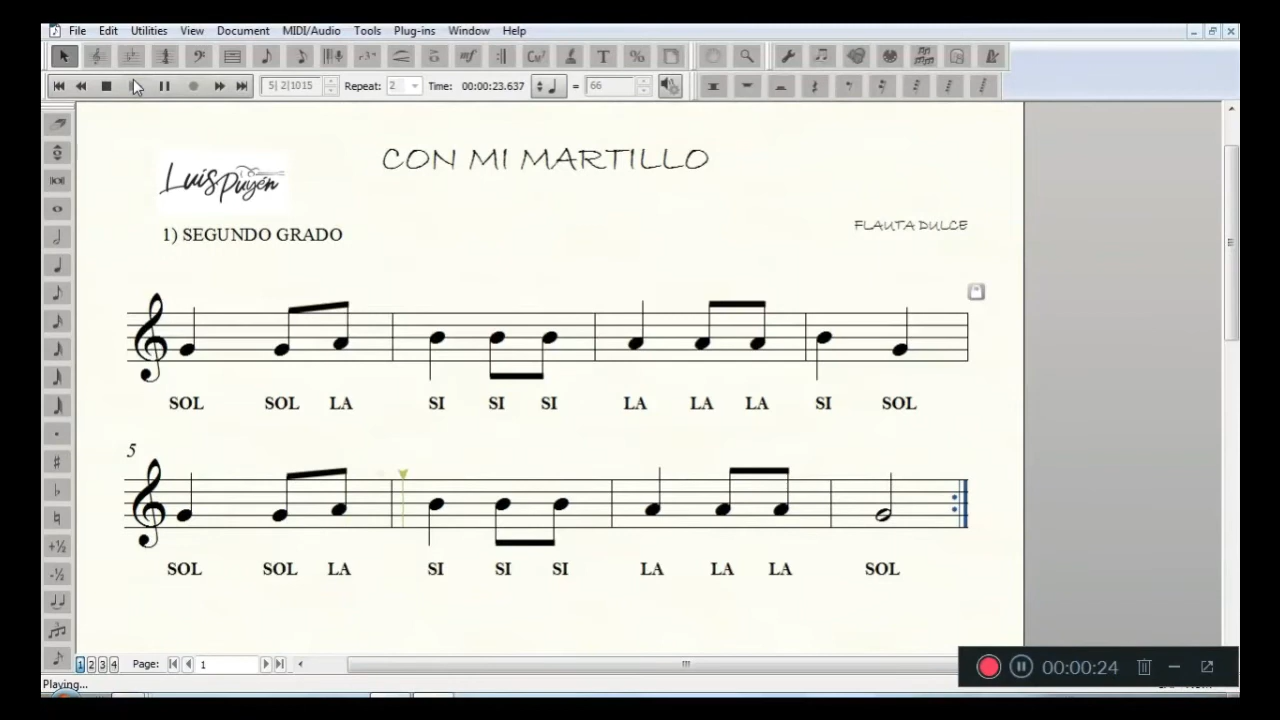 File Edit Utilities View Document MIDI/Audio Tools Plug-ins Window Help
5| 2|1015 Repeat: 2 Time: 00:00:23.637 = 66
CON MI MARTILLO
Luis Puyén
1) SEGUNDO GRADO
FLAUTA DULCE
SOL SOL LA SI SI SI LA LA LA SI SOL
5
SOL SOL LA SI SI SI LA LA LA SOL
1 2 3 4 Page: 1
00:00:24
Playing...